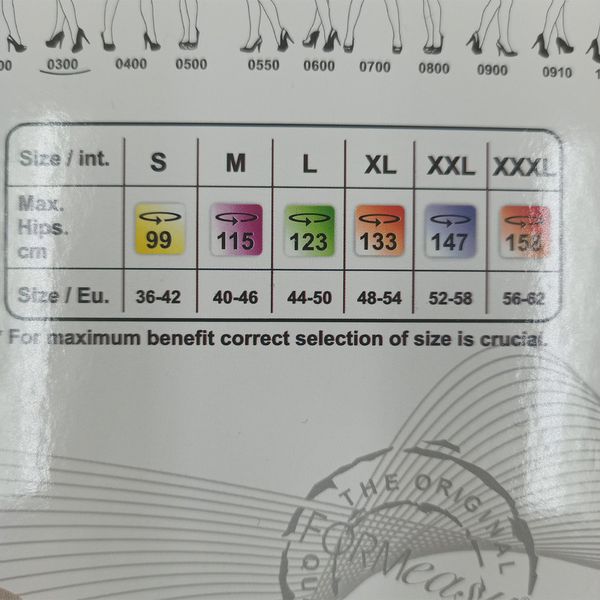 00 0300 0400 0500 0550 0600 0700 0800 0900 0910
Size / int. S M L XL XXL XXXL
Max.
Hips.
cm
99 115 123 133 147
Size / Eu. 36-42 40-46 44-50 48-54 52-58 56-62
* For maximum benefit correct selection of size is crucial.
THE ORIGINAL
FORMeasy